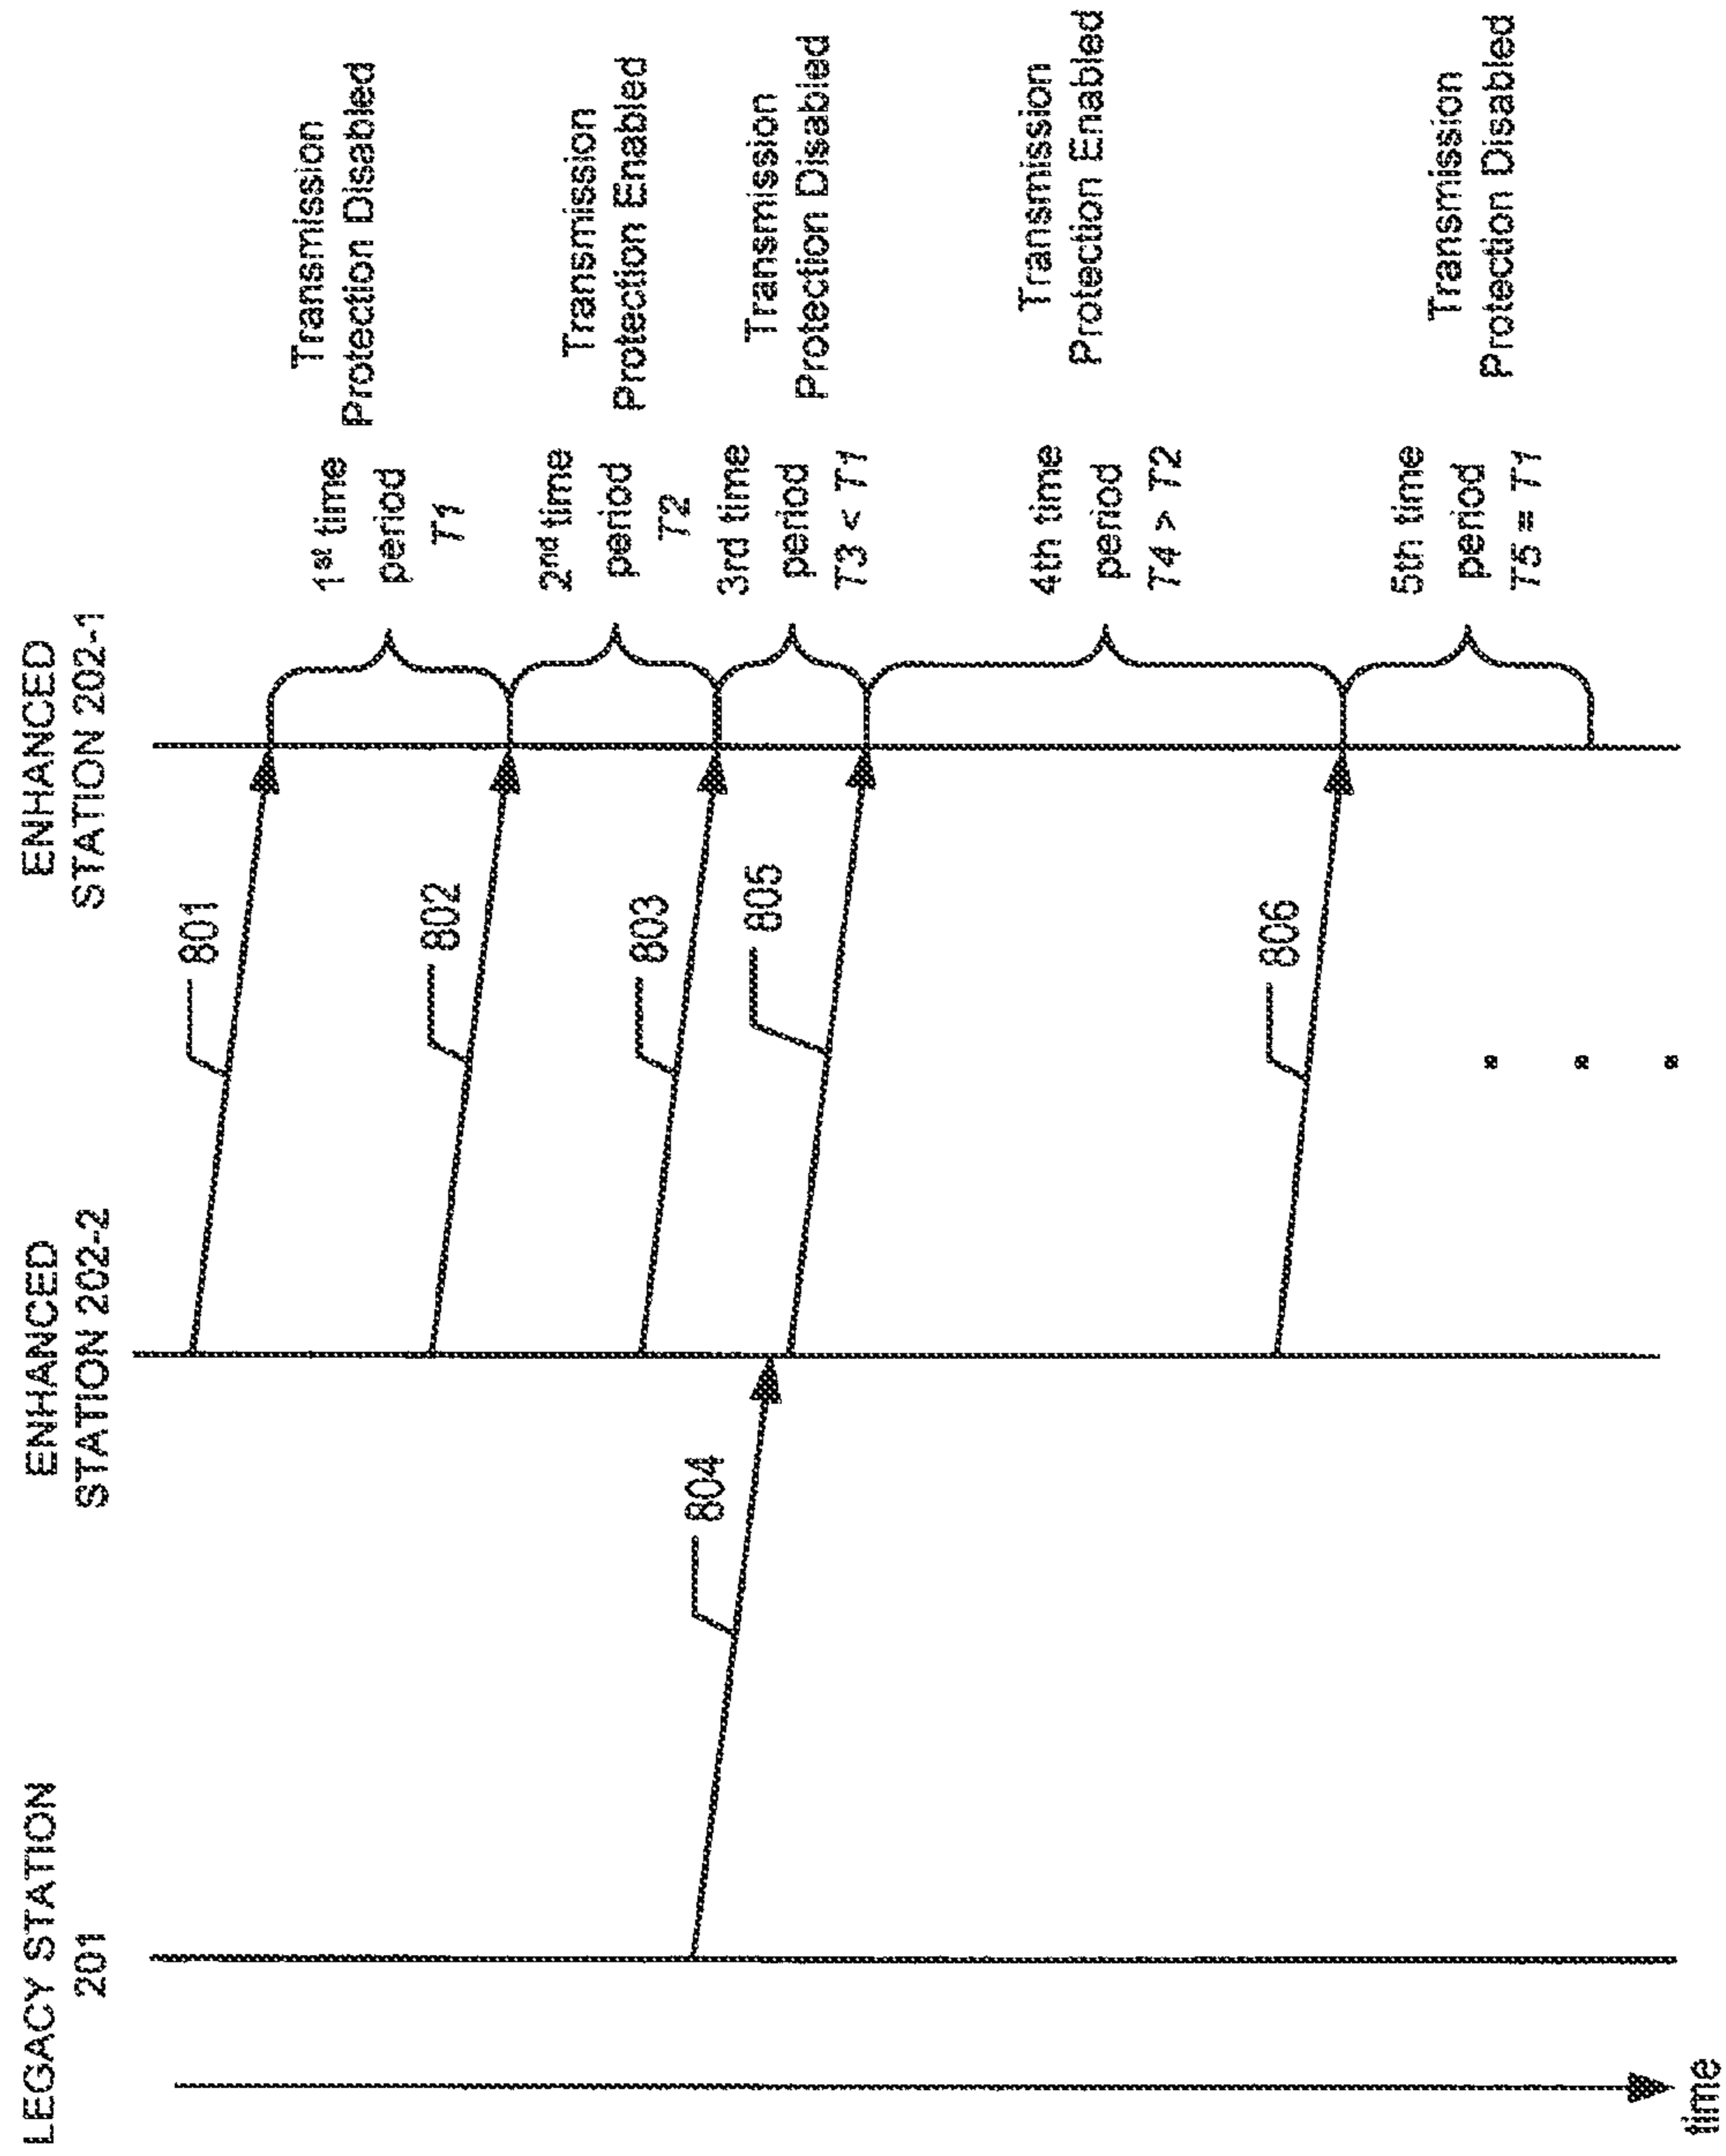 LEGACY STATION
201
ENHANCED
STATION 202-2
ENHANCED
STATION 202-1
801
1st time
period
T1
Transmission
Protection Disabled
802
2nd time
period
T2
Transmission
Protection Enabled
803
804
3rd time
period
T3 < T1
Transmission
Protection Disabled
805
4th time
period
T4 > T2
Transmission
Protection Enabled
806
5th time
period
T5 = T1
Transmission
Protection Disabled
time